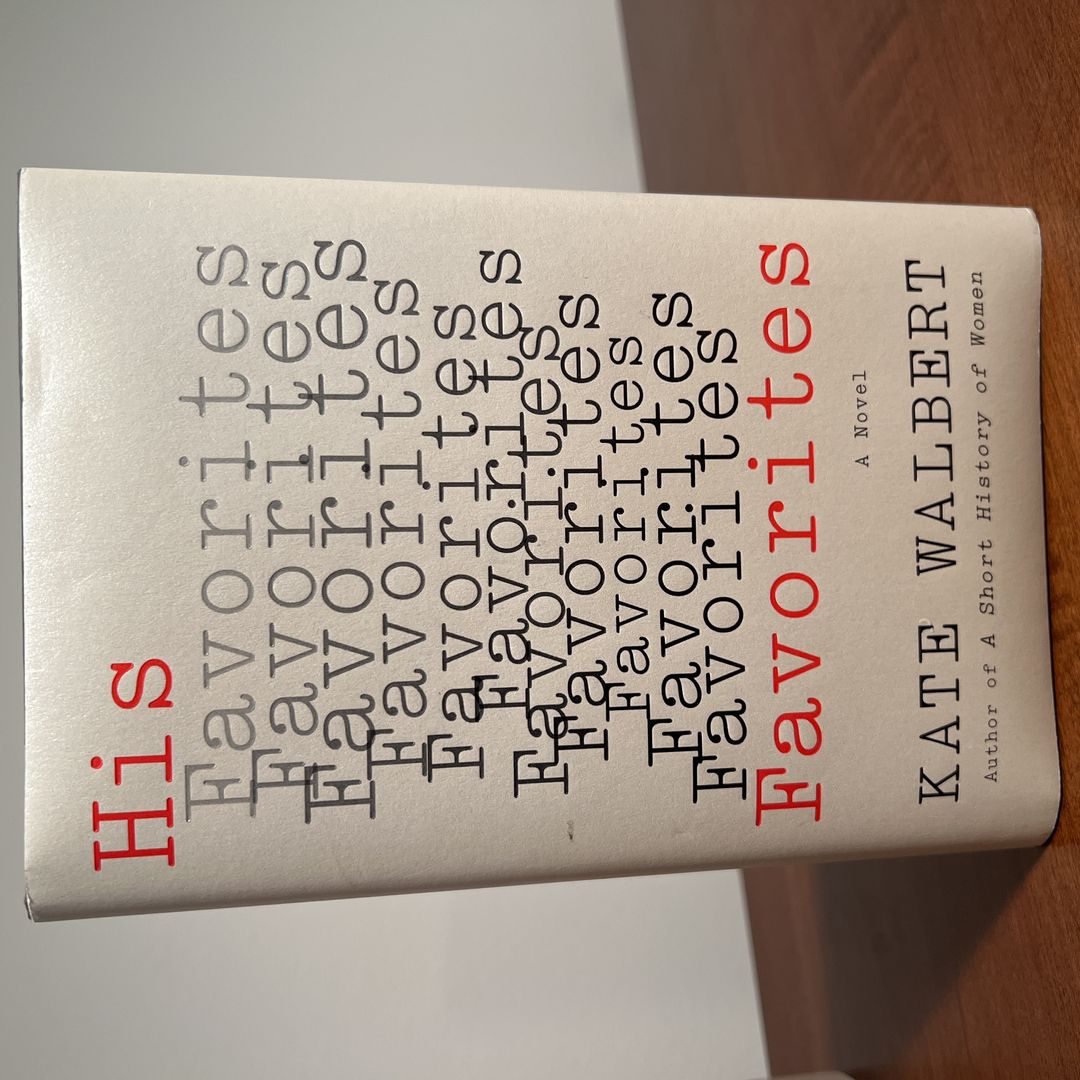 His
Favorites
Favorites
Favorites
Favorites
Favorites
Favorites
Favorites
Favorites
Favorites
Favorites
Favorites
Favorites
A Novel
KATE WALBERT
Author of A Short History of Women